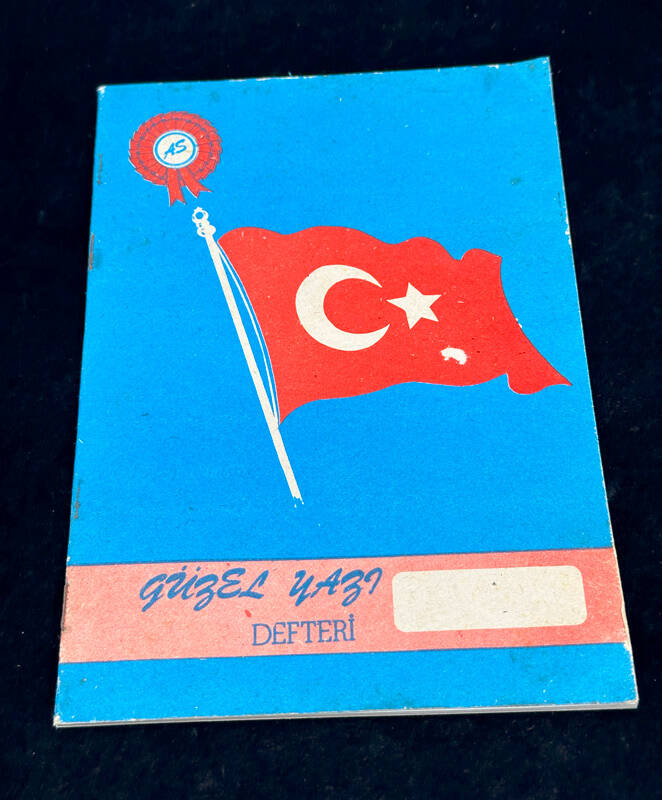 AS
GÜZEL YAZI
DEFTERİ